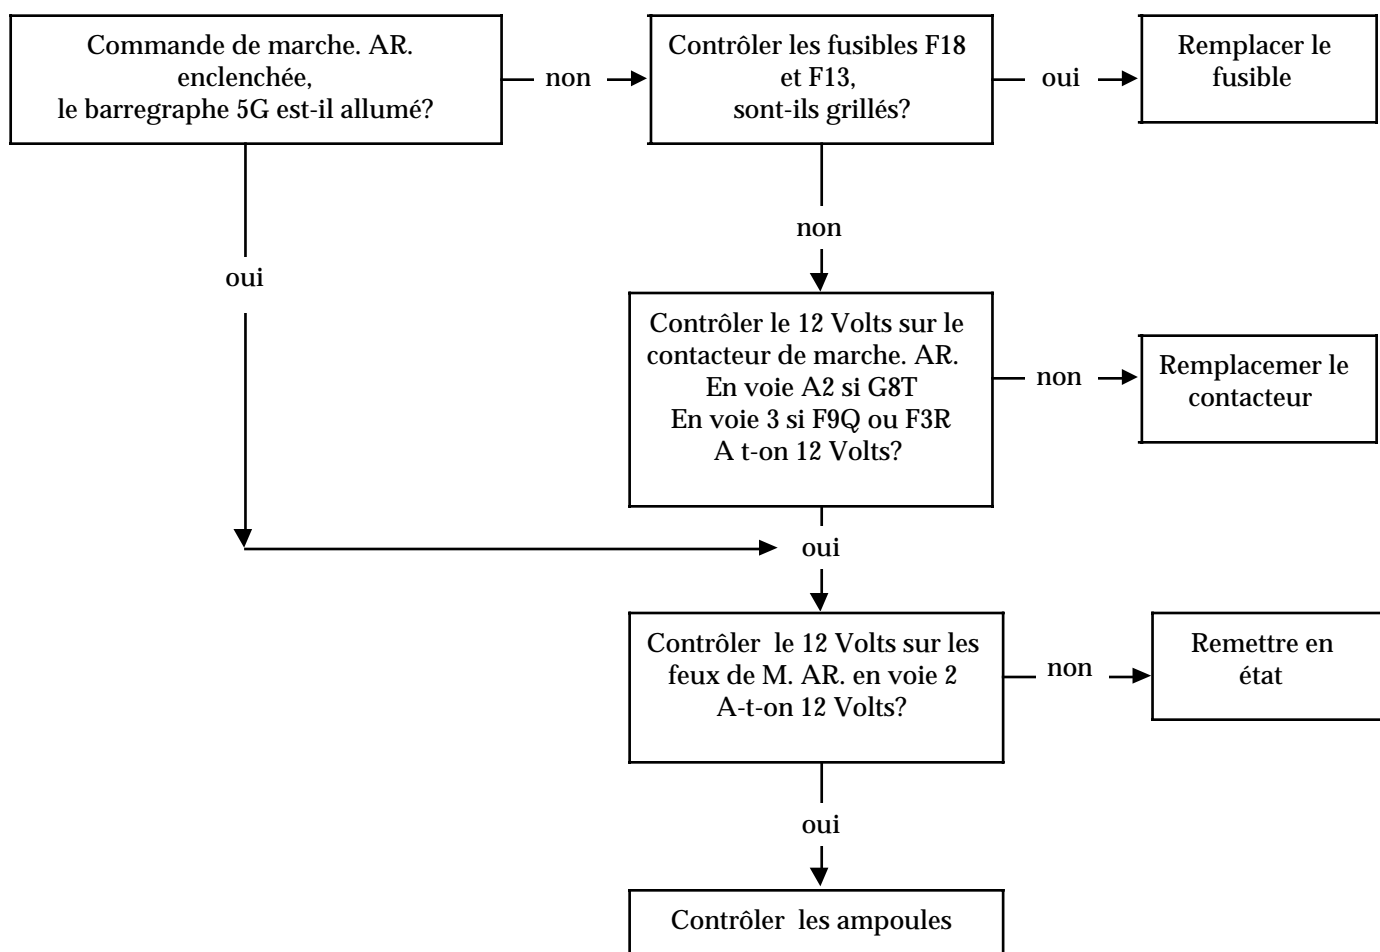 Commande de marche. AR.
enclenchée,
le barregraphe 5G est-il allumé?
non
Contrôler les fusibles F18
et F13,
sont-ils grillés?
oui
Remplacer le
fusible
non
oui
Contrôler le 12 Volts sur le
contacteur de marche. AR.
En voie A2 si G8T
En voie 3 si F9Q ou F3R
A t-on 12 Volts?
non
Remplacemer le
contacteur
oui
Contrôler  le 12 Volts sur les
feux de M. AR. en voie 2
A-t-on 12 Volts?
non
Remettre en
état
oui
Contrôler  les ampoules